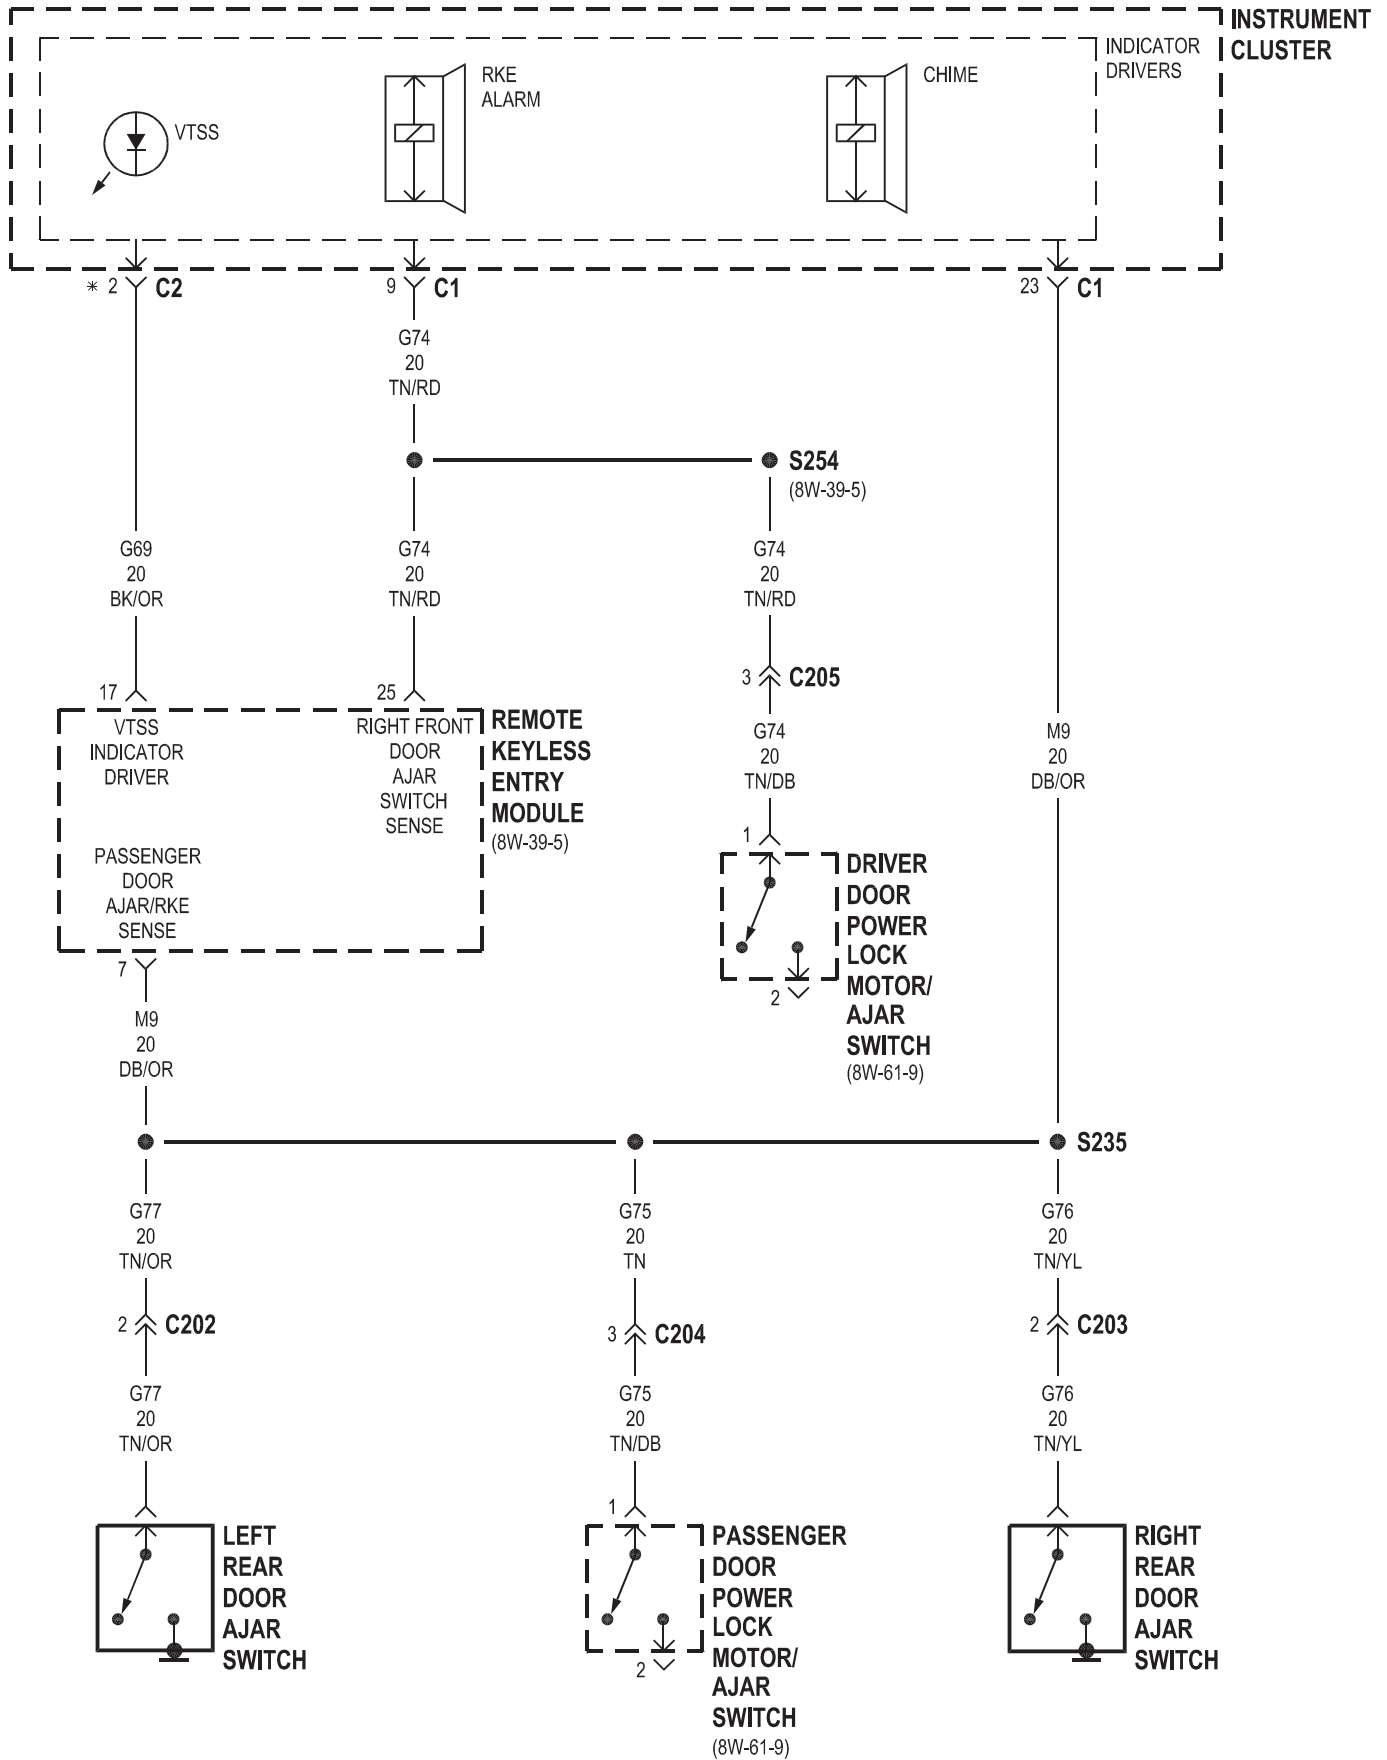 INSTRUMENT
CLUSTER
INDICATOR
DRIVERS
VTSS
RKE
ALARM
CHIME
* 2 C2
9 C1
23 C1
G74
20
TN/RD
S254
(8W-39-5)
G69
20
BK/OR
G74
20
TN/RD
G74
20
TN/RD
3 C205
G74
20
TN/DB
1
M9
20
DB/OR
17
25
VTSS
INDICATOR
DRIVER
RIGHT FRONT
DOOR
AJAR
SWITCH
SENSE
REMOTE
KEYLESS
ENTRY
MODULE
(8W-39-5)
PASSENGER
DOOR
AJAR/RKE
SENSE
7
DRIVER
DOOR
POWER
LOCK
MOTOR/
AJAR
SWITCH
(8W-61-9)
2
M9
20
DB/OR
S235
G77
20
TN/OR
G75
20
TN
G76
20
TN/YL
2 C202
3 C204
2 C203
G77
20
TN/OR
G75
20
TN/DB
G76
20
TN/YL
1
LEFT
REAR
DOOR
AJAR
SWITCH
PASSENGER
DOOR
POWER
LOCK
MOTOR/
AJAR
SWITCH
(8W-61-9)
2
RIGHT
REAR
DOOR
AJAR
SWITCH